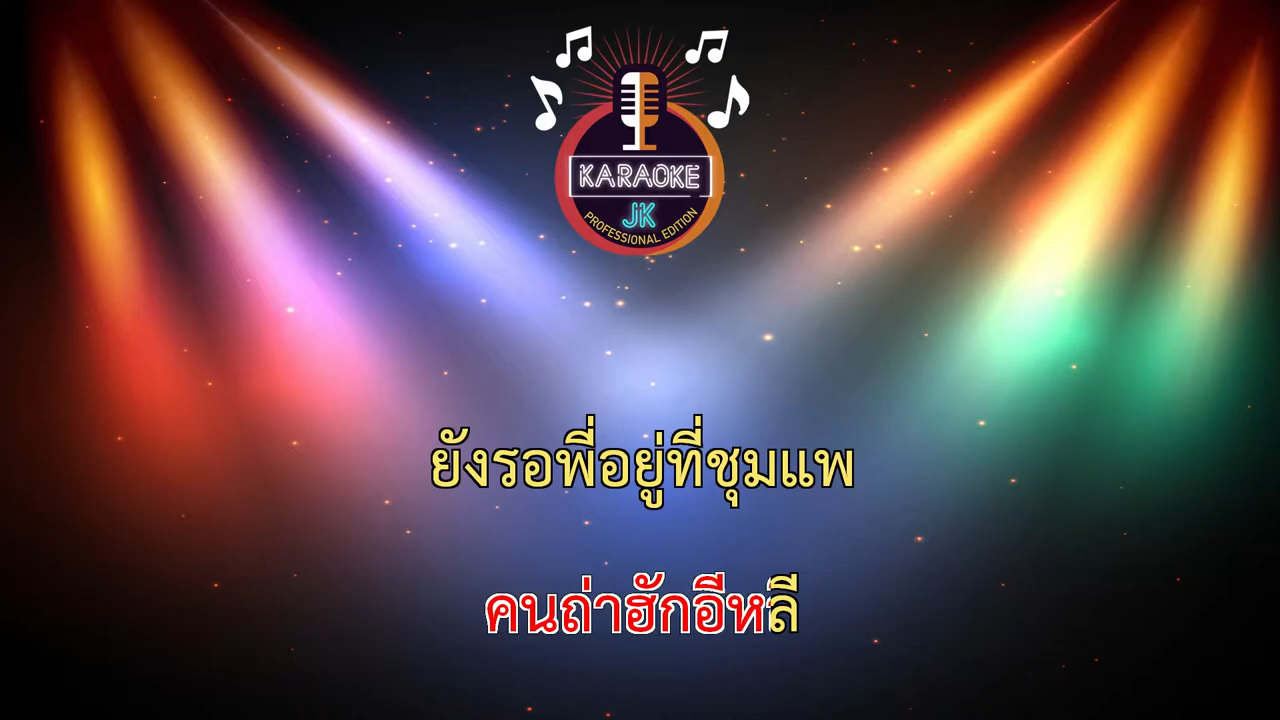 KARAOKE
JK
PROFESSIONAL EDITION
ยังรอพี่อยู่ที่ชุมแพ
คนถ่าฮักอีหลี